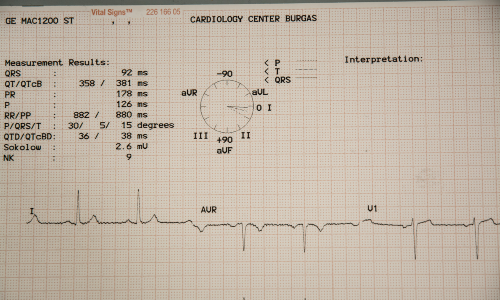 Vital Signs™ 226 166 05
GE MAC1200 ST , , CARDIOLOGY CENTER BURGAS
Measurement Results:
QRS : 92 ms
QT/QTcB : 358 / 381 ms
PR : 178 ms
P : 126 ms
RR/PP : 882 / 880 ms
P/QRS/T : 30/ 5/ 15 degrees
QTD/QTcBD : 36 / 38 ms
Sokolow : 2.6 mV
NK : 9
-90
aVR aVL
0 I
III II
+90
aVF
< P
< T
< QRS
Interpretation:
I AVR V1